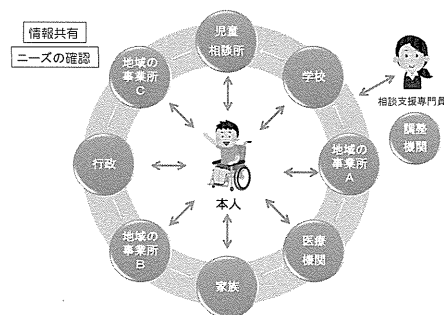 情報共有
ニーズの確認
児童
相談所
学校
地域の
事業所
A
医療
機関
家族
地域の
事業所
B
行政
地域の
事業所
C
本人
相談支援専門員
調整
機関